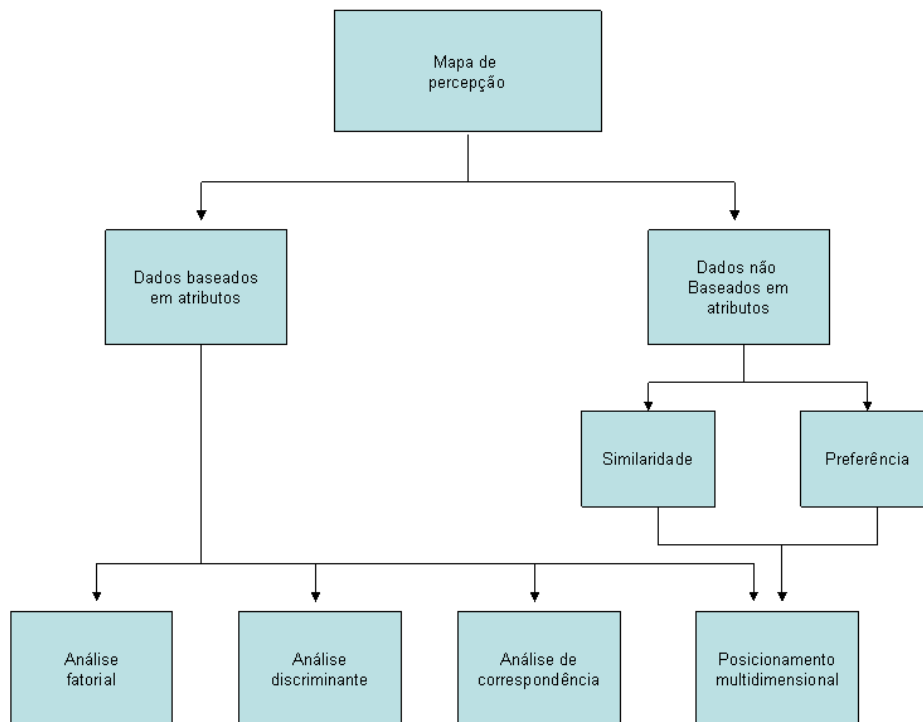 Mapa de
percepção
Dados baseados
em atributos
Dados não
Baseados em
atributos
Similaridade
Preferência
Análise
fatorial
Análise
discriminante
Análise de
correspondência
Posicionamento
multidimensional